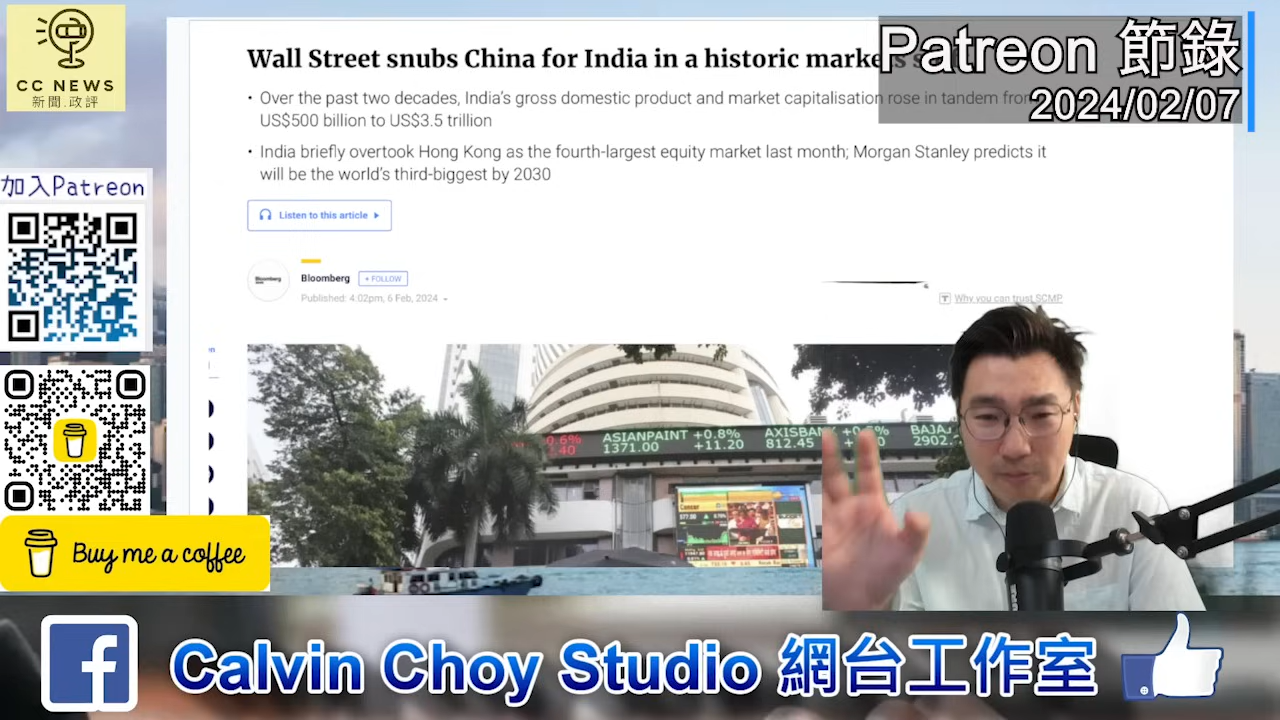 CC NEWS
新聞.政評
Patreon 節錄
2024/02/07
Wall Street snubs China for India in a historic
Over the past two decades, India's gross domestic product and market capitalisation rose in tandem from
US$500 billion to US$3.5 trillion
India briefly overtook Hong Kong as the fourth-largest equity market last month; Morgan Stanley predicts it
will be the world's third-biggest by 2030
加入Patreon
Listen to this article
Bloomberg
Bloomberg + FOLLOW
Published: 4:02pm, 6 Feb, 2024
Why you can trust SCMP
0.6% ASIANPAINT +0.8% AXISBANK
1371.00 +11.20 812.45 2902.
Buy me a coffee
Calvin Choy Studio 網台工作室